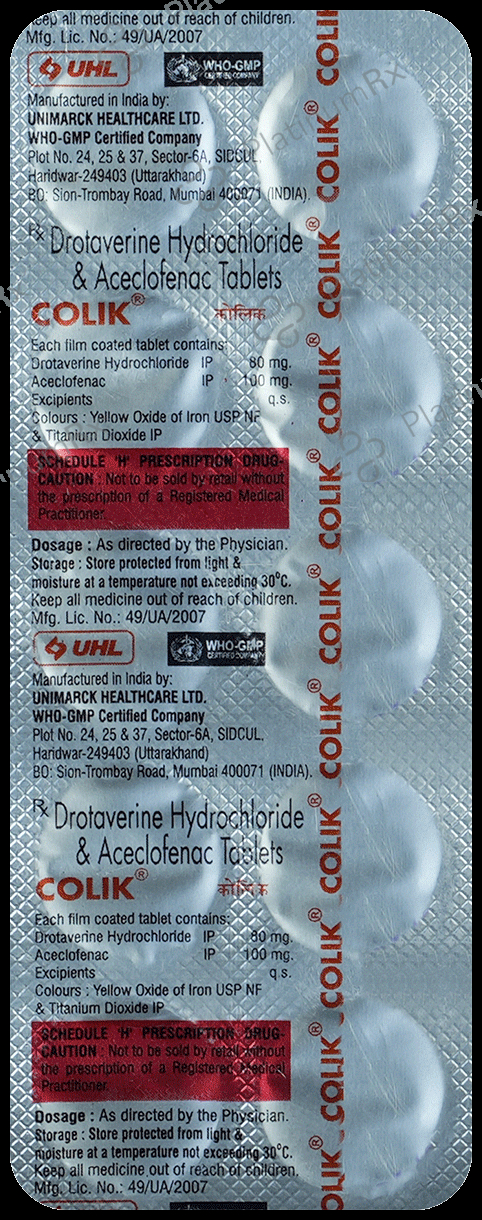 Keep all medicine out of reach of children.
Mfg. Lic. No.: 49/UA/2007
UHL
WHO-GMP
CERTIFIED COMPANY
Manufactured in India by:
UNIMARCK HEALTHCARE LTD.
WHO-GMP Certified Company
Plot No. 24, 25 & 37, Sector-6A, SIDCUL,
Haridwar-249403 (Uttarakhand)
BO: Sion-Trombay Road, Mumbai 400071 (INDIA).
Rx Drotaverine Hydrochloride
& Aceclofenac Tablets
COLIK® कोलिक
Each film coated tablet contains:
Drotaverine Hydrochloride IP 80 mg.
Aceclofenac IP 100 mg.
Excipients q.s.
Colours : Yellow Oxide of Iron USP NF
& Titanium Dioxide IP
SCHEDULE 'H' PRESCRIPTION DRUG-
CAUTION : Not to be sold by retail without
the prescription of a Registered Medical
Practitioner.
Dosage : As directed by the Physician.
Storage : Store protected from light &
moisture at a temperature not exceeding 30°C.
Keep all medicine out of reach of children.
Mfg. Lic. No.: 49/UA/2007
UHL
WHO-GMP
CERTIFIED COMPANY
Manufactured in India by:
UNIMARCK HEALTHCARE LTD.
WHO-GMP Certified Company
Plot No. 24, 25 & 37, Sector-6A, SIDCUL,
Haridwar-249403 (Uttarakhand)
BO: Sion-Trombay Road, Mumbai 400071 (INDIA).
Rx Drotaverine Hydrochloride
& Aceclofenac Tablets
COLIK® कोलिक
Each film coated tablet contains:
Drotaverine Hydrochloride IP 80 mg.
Aceclofenac IP 100 mg.
Excipients q.s.
Colours : Yellow Oxide of Iron USP NF
& Titanium Dioxide IP
SCHEDULE 'H' PRESCRIPTION DRUG-
CAUTION : Not to be sold by retail without
the prescription of a Registered Medical
Practitioner.
Dosage : As directed by the Physician.
Storage : Store protected from light &
moisture at a temperature not exceeding 30°C.
Keep all medicine out of reach of children.
Mfg. Lic. No.: 49/UA/2007
COLIK® COLIK® COLIK® COLIK® COLIK® COLIK® COLIK® COLIK® COLIK® COLIK
PlatinumRx